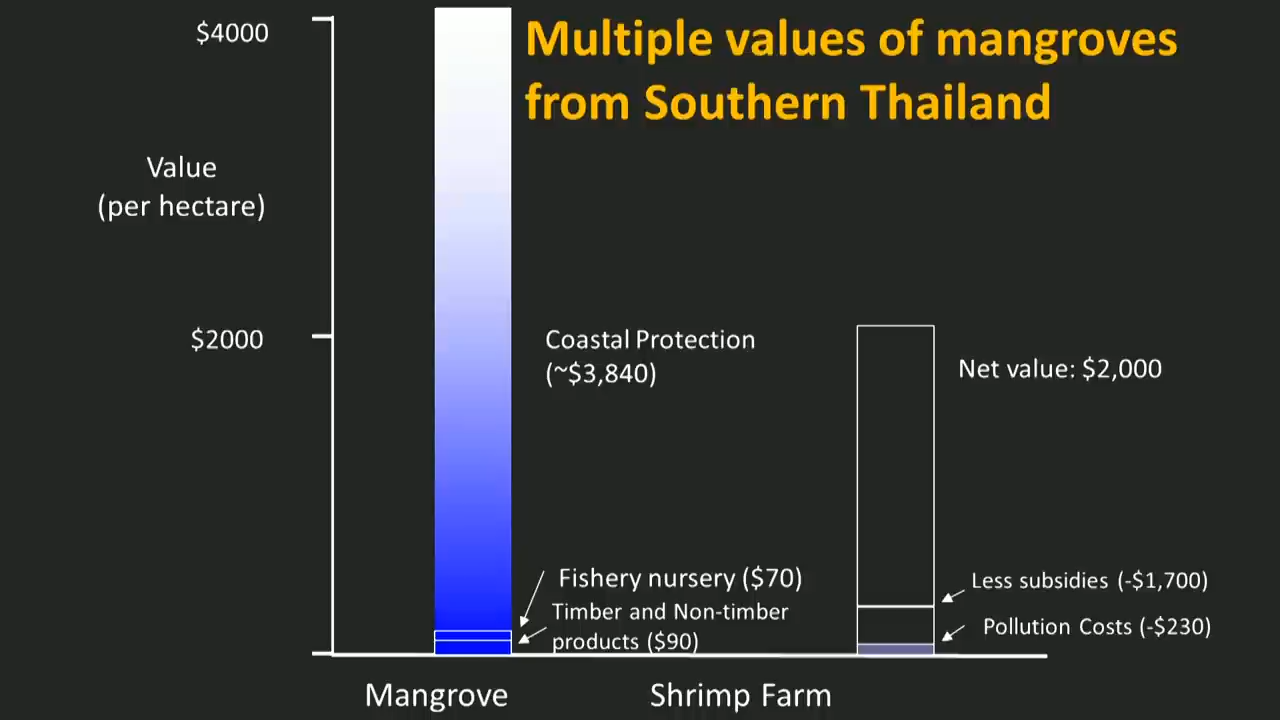 Multiple values of mangroves
from Southern Thailand
$4000
Value
(per hectare)
$2000
Coastal Protection
(~$3,840)
Net value: $2,000
Fishery nursery ($70)
Timber and Non-timber
products ($90)
Less subsidies (-$1,700)
Pollution Costs (-$230)
Mangrove
Shrimp Farm